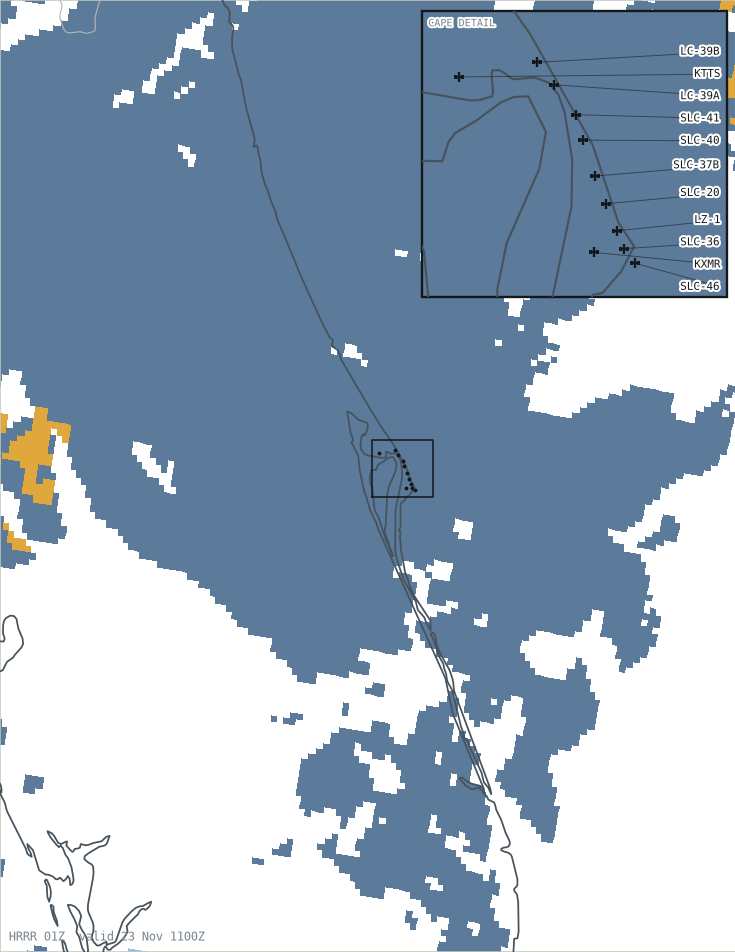 CAPE DETAIL
LC-39B
KTTS
LC-39A
SLC-41
SLC-40
SLC-37B
SLC-20
LZ-1
SLC-36
KXMR
SLC-46
HRRR 01Z valid 23 Nov 1100Z